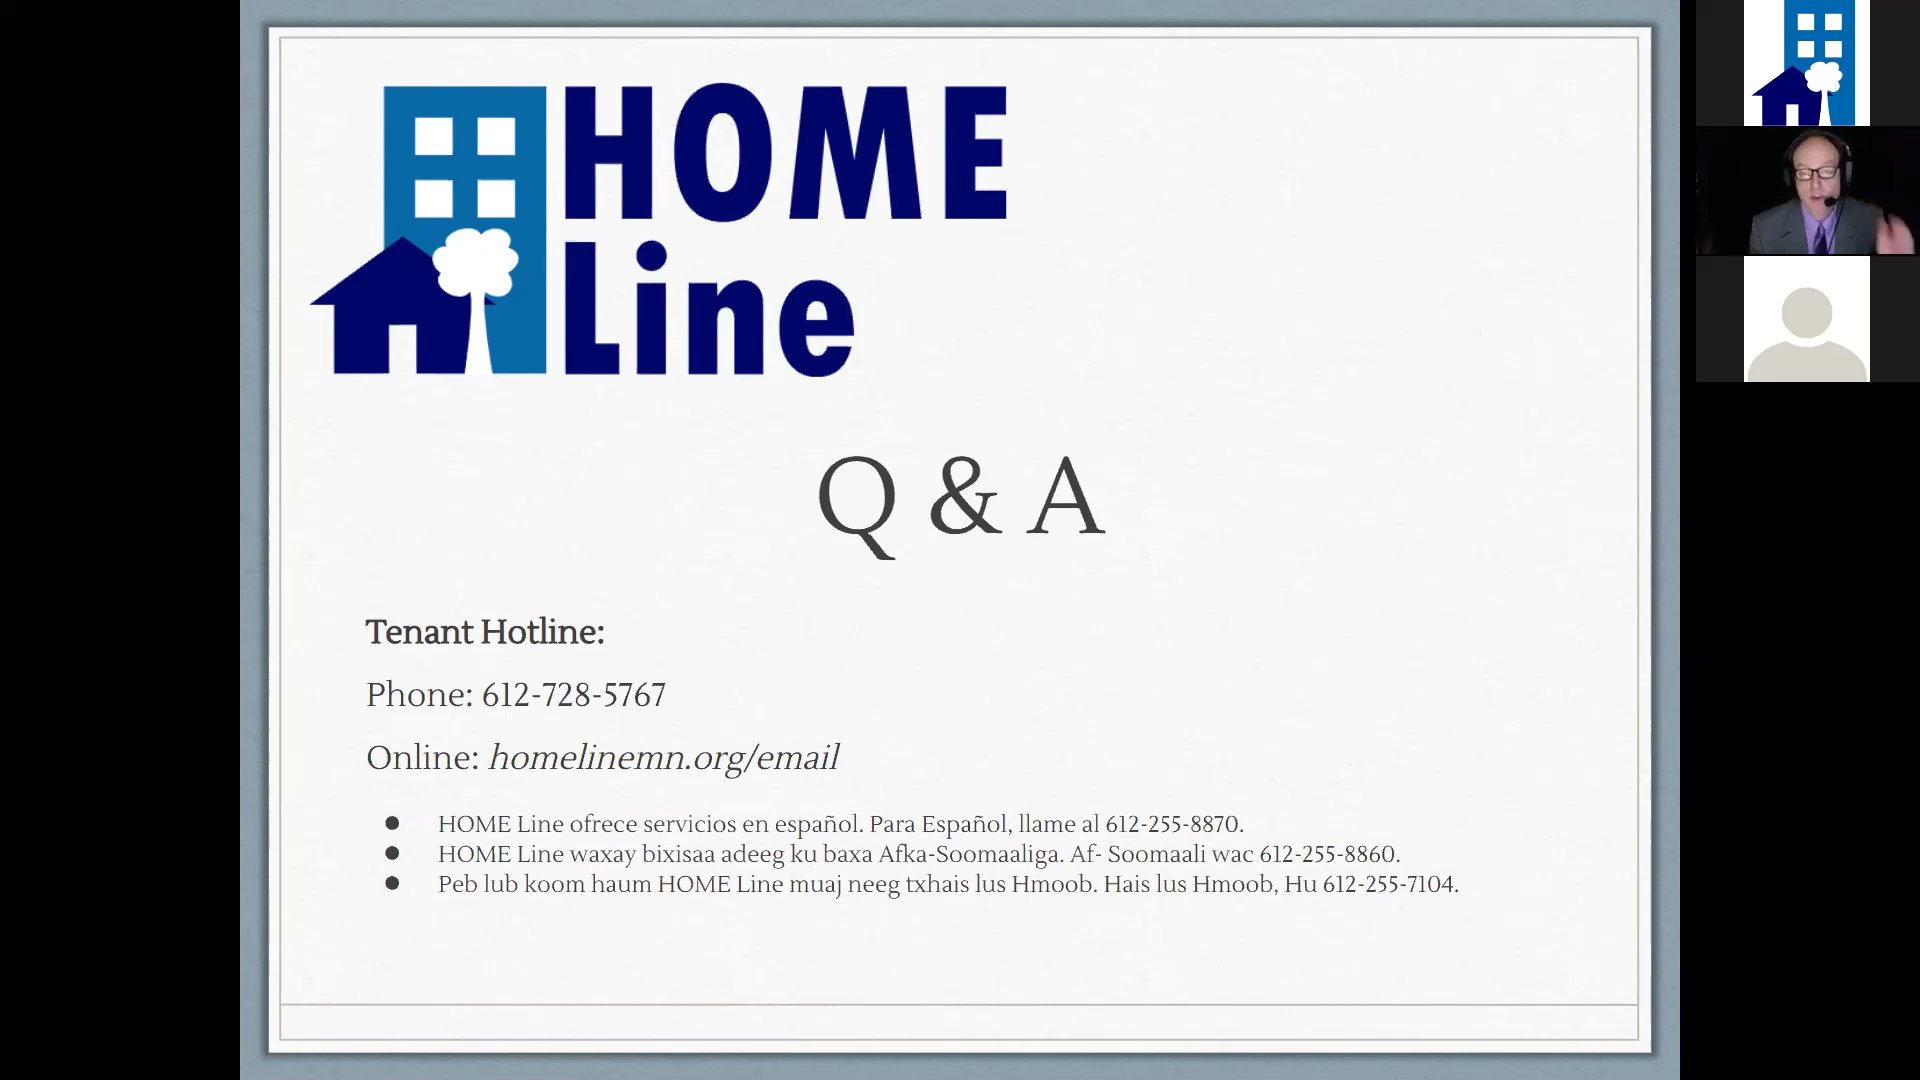 HOME
Line
Q & A
Tenant Hotline:
Phone: 612-728-5767
Online: homelinemn.org/email
● HOME Line ofrece servicios en español. Para Español, llame al 612-255-8870.
● HOME Line waxay bixisaa adeeg ku baxa Afka-Soomaaliga. Af- Soomaali wac 612-255-8860.
● Peb lub koom haum HOME Line muaj neeg txhais lus Hmoob. Hais lus Hmoob, Hu 612-255-7104.